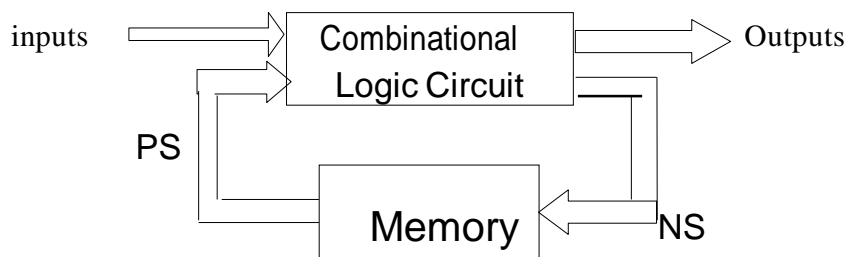 inputs
Combinational
Logic Circuit
Outputs
PS
Memory
NS